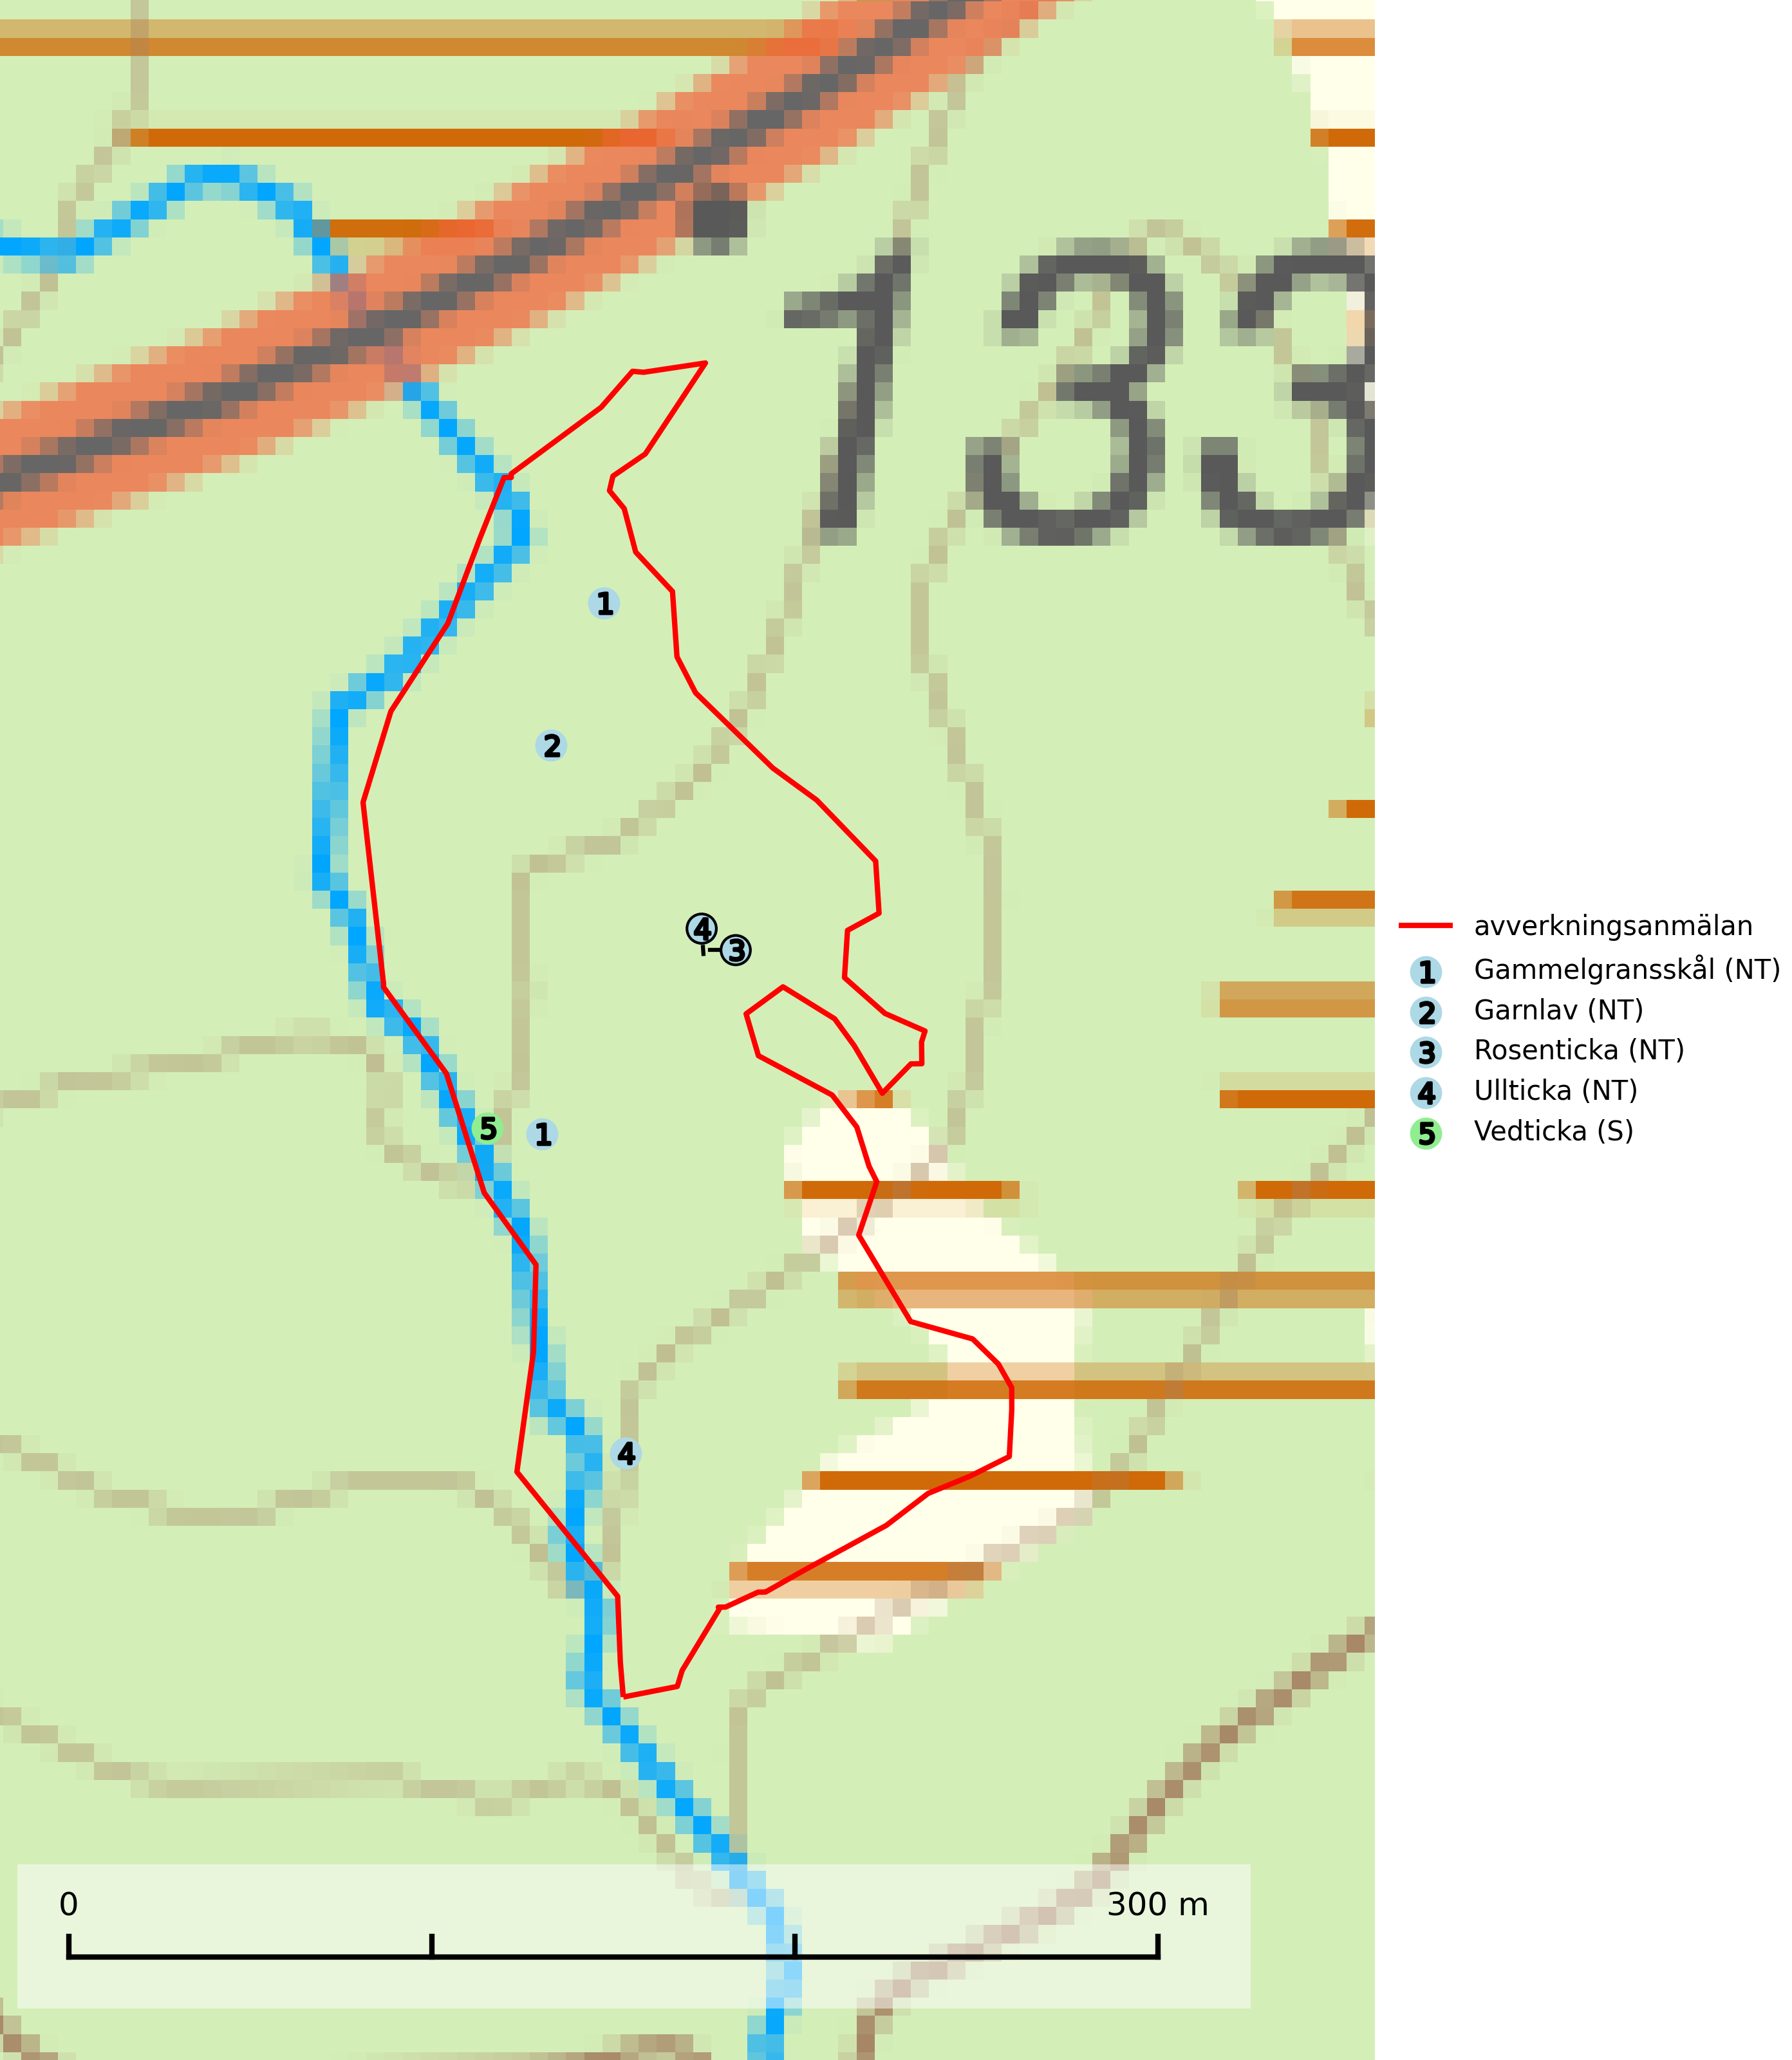 133
1
2
4
3
5
1
4
avverkningsanmälan
1 Gammelgransskål (NT)
2 Garnlav (NT)
3 Rosenticka (NT)
4 Ullticka (NT)
5 Vedticka (S)
0
300 m